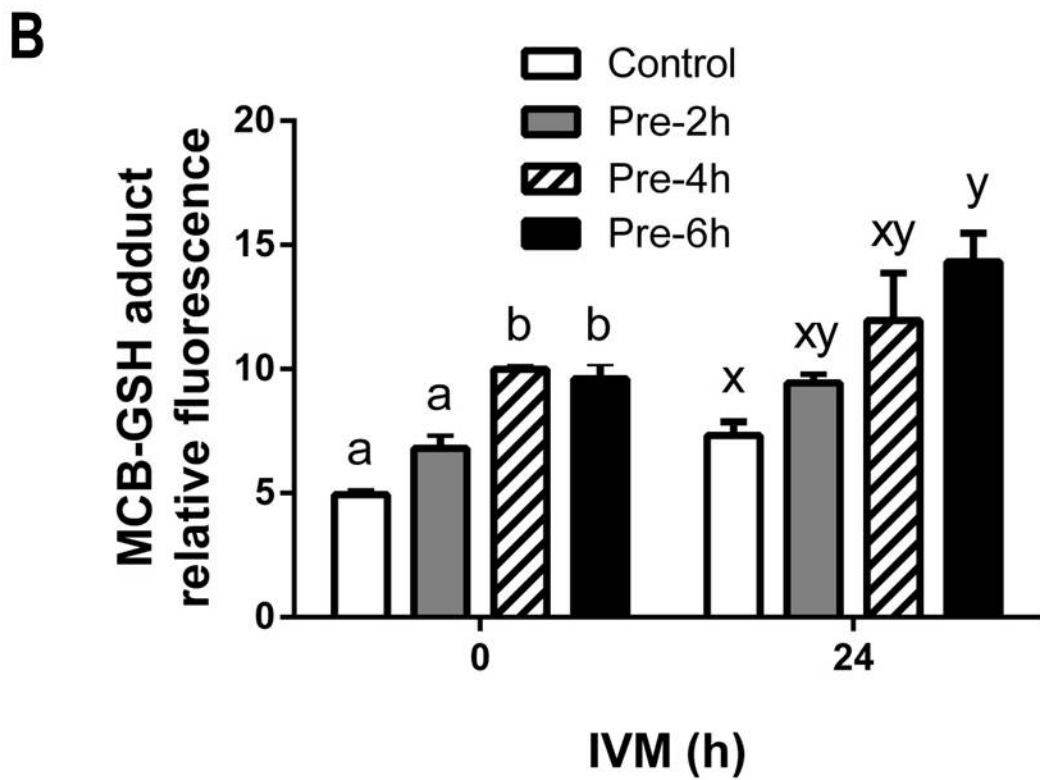 B
Control
Pre-2h
Pre-4h
Pre-6h
MCB-GSH adduct
relative fluorescence
20
15
10
5
0
a
a
b
b
x
xy
xy
y
0
24
IVM (h)